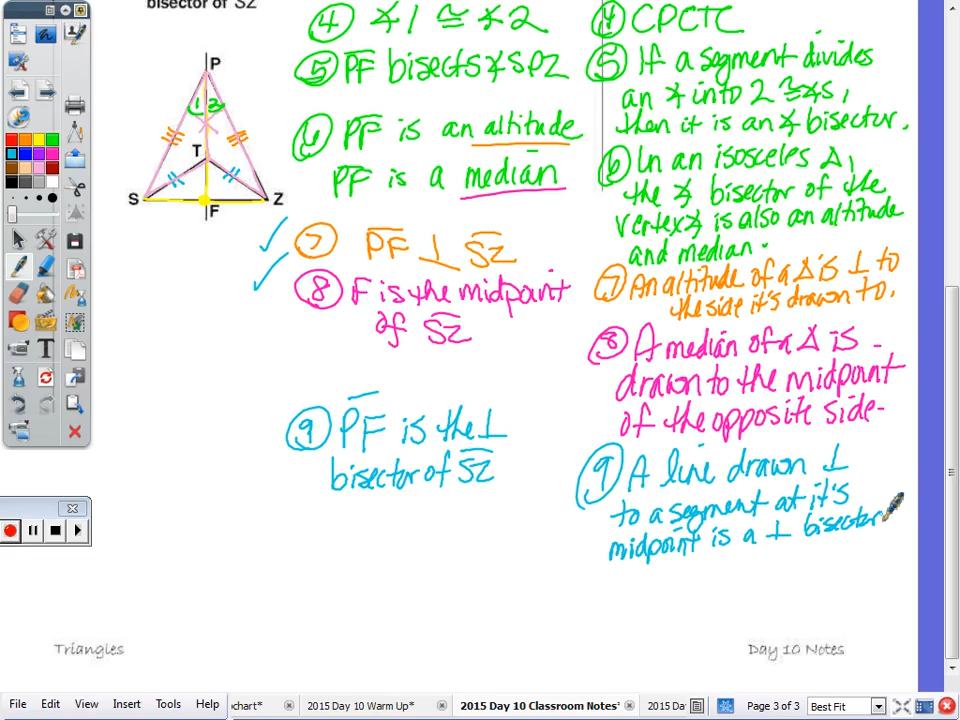 bisector of SZ
P
1 2
T
S
F
Z
④ ∡1 ≅ ∡2
⑤ PF bisects ∡SPZ
⑥ PF is an altitude
PF is a median
⑦ PF ⊥ SZ
⑧ F is the midpoint
of SZ
⑨ PF is the ⊥
bisector of SZ
④ CPCTC
⑤ If a segment divides
an ∡ into 2 ≅ ∡s,
then it is an ∡ bisector.
⑥ In an isosceles △,
the ∡ bisector of the
vertex ∡ is also an altitude
and median.
⑦ An altitude of a △ is ⊥ to
the side it's drawn to.
⑧ A median of a △ is
drawn to the midpoint
of the opposite side.
⑨ A line drawn ⊥
to a segment at it's
midpoint is a ⊥ bisector
Triangles
Day 10 Notes
File Edit View Insert Tools Help
pchart*
2015 Day 10 Warm Up*
2015 Day 10 Classroom Notes*
2015 Da
Page 3 of 3
Best Fit